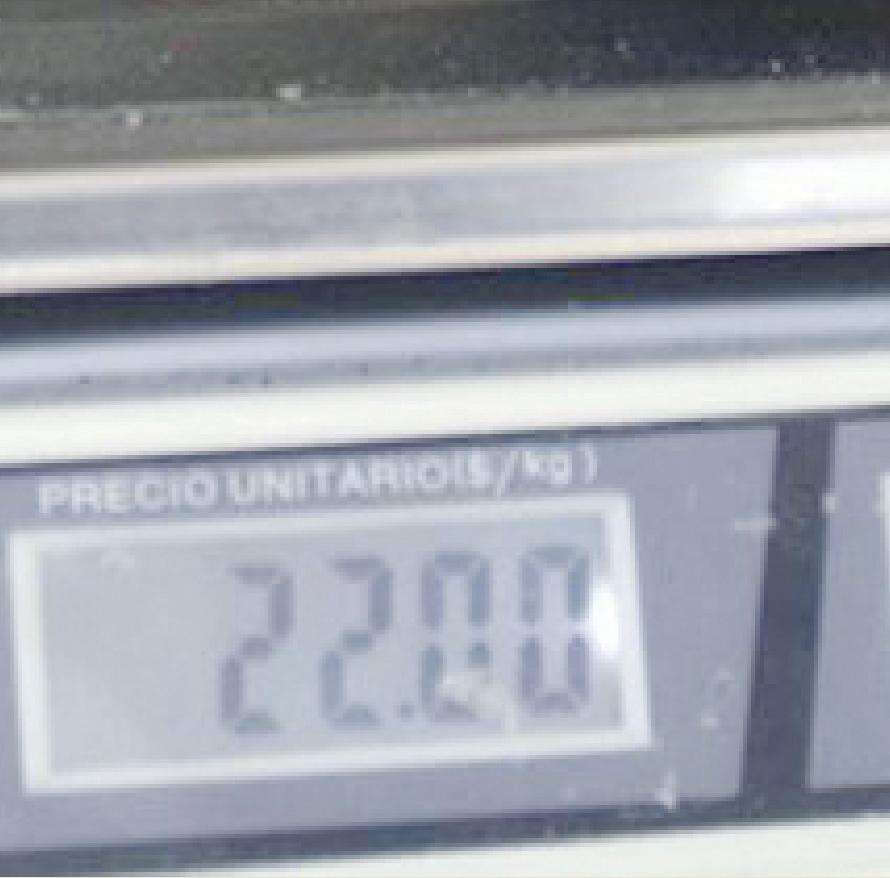 PRECIO UNITARIO($/kg)
22.00